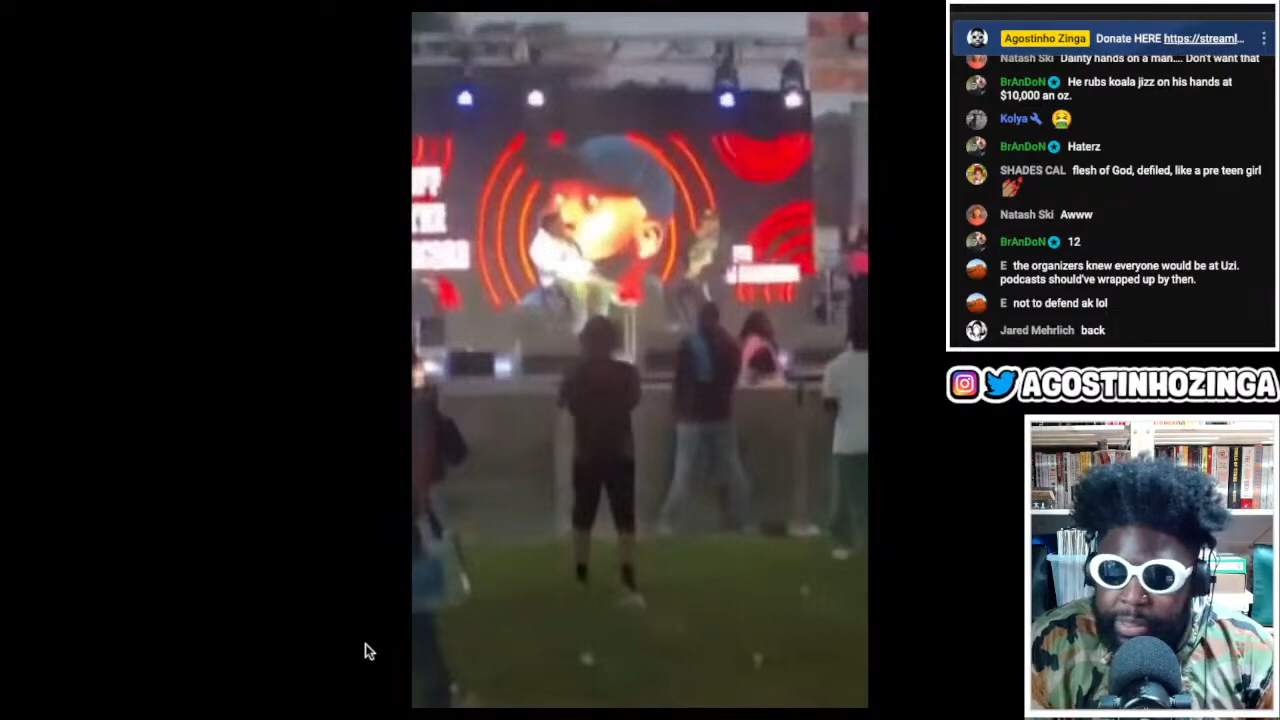 Agostinho Zinga Donate HERE https://streaml...
Natash Ski Dainty hands on a man.... Don't want that
BrAnDoN He rubs koala jizz on his hands at
$10,000 an oz.
Kolya
BrAnDoN Haterz
SHADES CAL flesh of God, defiled, like a pre teen girl
Natash Ski Awww
BrAnDoN 12
E the organizers knew everyone would be at Uzi.
podcasts should've wrapped up by then.
E not to defend ak lol
Jared Mehrlich back
AGOSTINHOZINGA